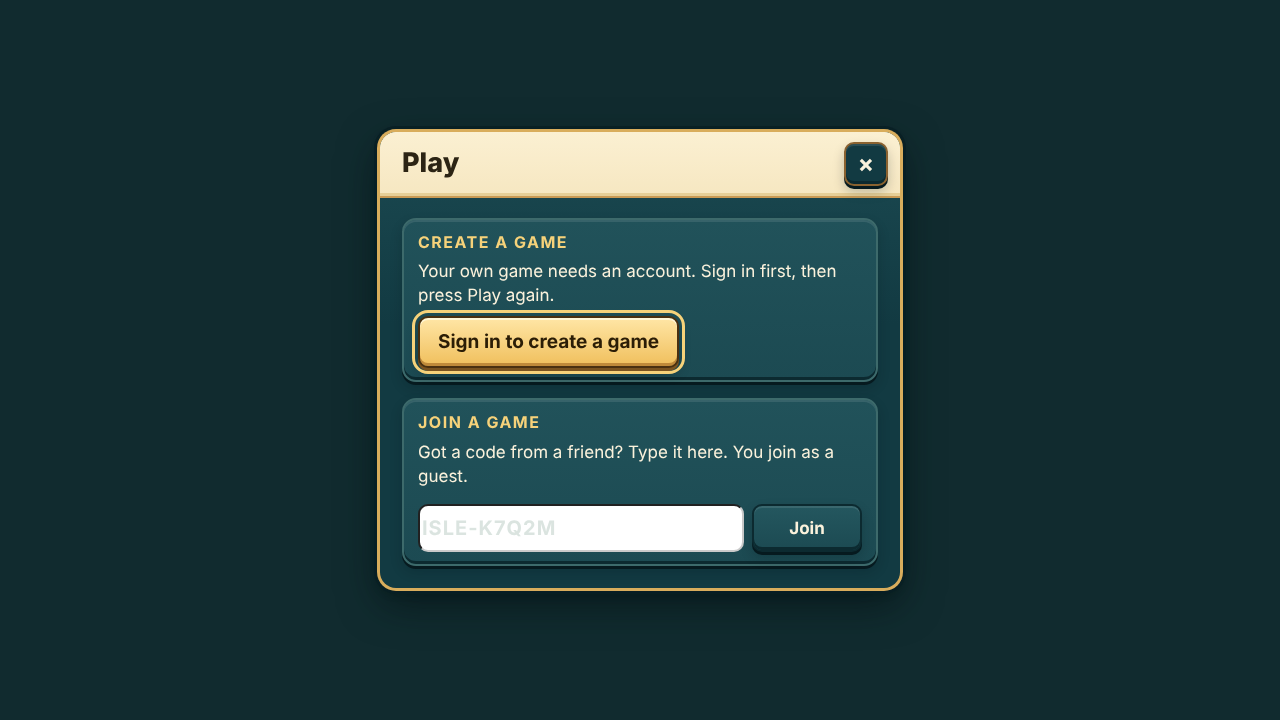 Play
×
CREATE A GAME
Your own game needs an account. Sign in first, then
press Play again.
Sign in to create a game
JOIN A GAME
Got a code from a friend? Type it here. You join as a
guest.
ISLE-K7Q2M
Join